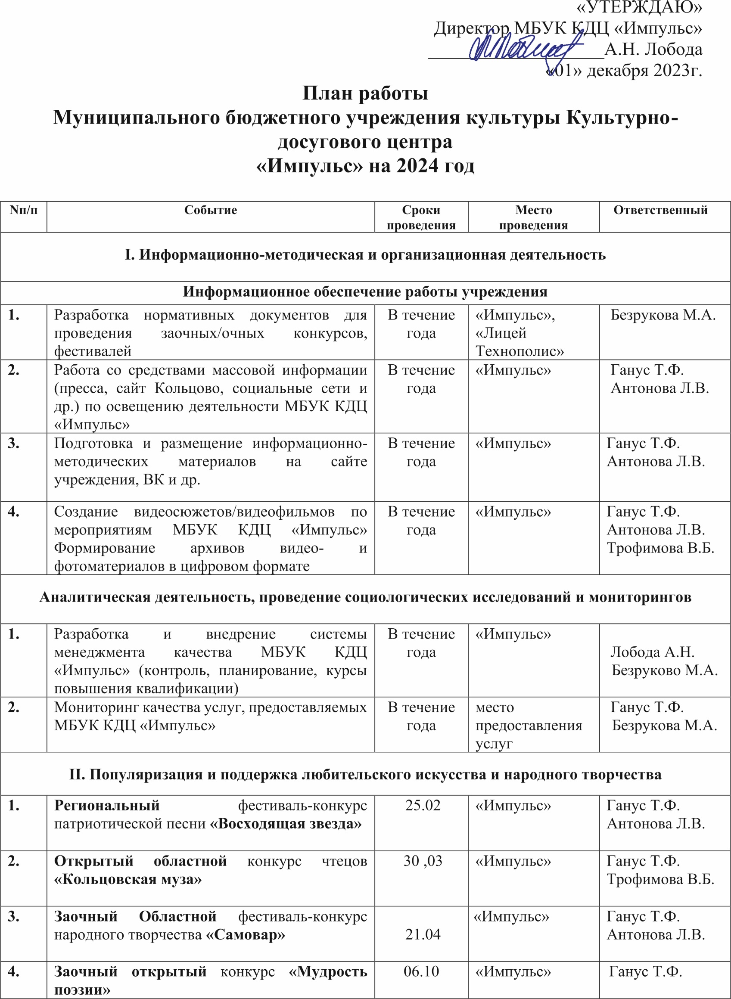 «УТЕРЖДАЮ»
Директор МБУК КДЦ «Импульс»
А.Н. Лобода
«01» декабря 2023г.
План работы
Муниципального бюджетного учреждения культуры Культурно-
досугового центра
«Импульс» на 2024 год
Nп/п Событие Сроки проведения Место проведения Ответственный
I. Информационно-методическая и организационная деятельность
Информационное обеспечение работы учреждения
1. Разработка нормативных документов для В течение «Импульс», Безрукова М.А.
проведения заочных/очных конкурсов, года «Лицей
фестивалей Технополис»
2. Работа со средствами массовой информации В течение «Импульс» Ганус Т.Ф.
(пресса, сайт Кольцово, социальные сети и года Антонова Л.В.
др.) по освещению деятельности МБУК КДЦ
«Импульс»
3. Подготовка и размещение информационно- В течение «Импульс» Ганус Т.Ф.
методических материалов на сайте года Антонова Л.В.
учреждения, ВК и др.
4. Создание видеосюжетов/видеофильмов по В течение «Импульс» Ганус Т.Ф.
мероприятиям МБУК КДЦ «Импульс» года Антонова Л.В.
Формирование архивов видео- и Трофимова В.Б.
фотоматериалов в цифровом формате
Аналитическая деятельность, проведение социологических исследований и мониторингов
1. Разработка и внедрение системы В течение «Импульс»
менеджмента качества МБУК КДЦ года Лобода А.Н.
«Импульс» (контроль, планирование, курсы Безруково М.А.
повышения квалификации)
2. Мониторинг качества услуг, предоставляемых В течение место Ганус Т.Ф.
МБУК КДЦ «Импульс» года предоставления Безрукова М.А.
услуг
II. Популяризация и поддержка любительского искусства и народного творчества
1. Региональный фестиваль-конкурс 25.02 «Импульс» Ганус Т.Ф.
патриотической песни «Восходящая звезда» Антонова Л.В.
2. Открытый областной конкурс чтецов 30 ,03 «Импульс» Ганус Т.Ф.
«Кольцовская муза» Трофимова В.Б.
3. Заочный Областной фестиваль-конкурс «Импульс» Ганус Т.Ф.
народного творчества «Самовар» 21.04 Антонова Л.В.
4. Заочный открытый конкурс «Мудрость 06.10 «Импульс» Ганус Т.Ф.
поэзии»